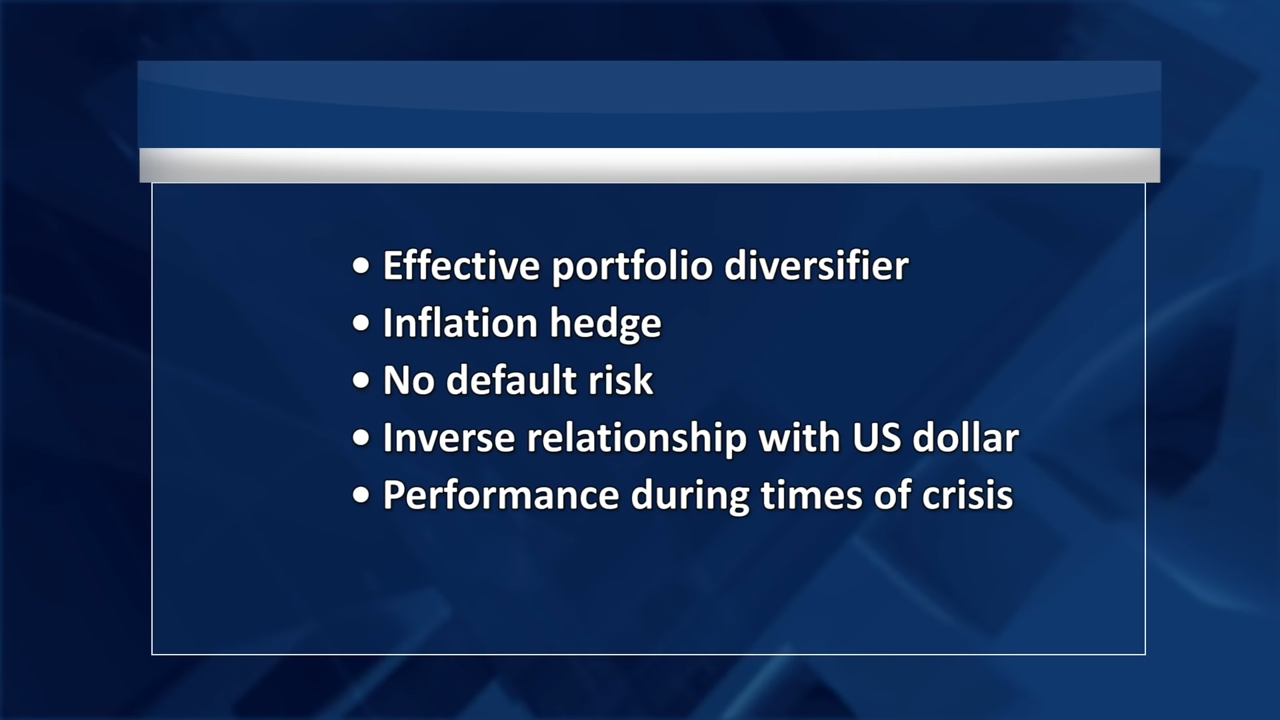 • Effective portfolio diversifier
• Inflation hedge
• No default risk
• Inverse relationship with US dollar
• Performance during times of crisis